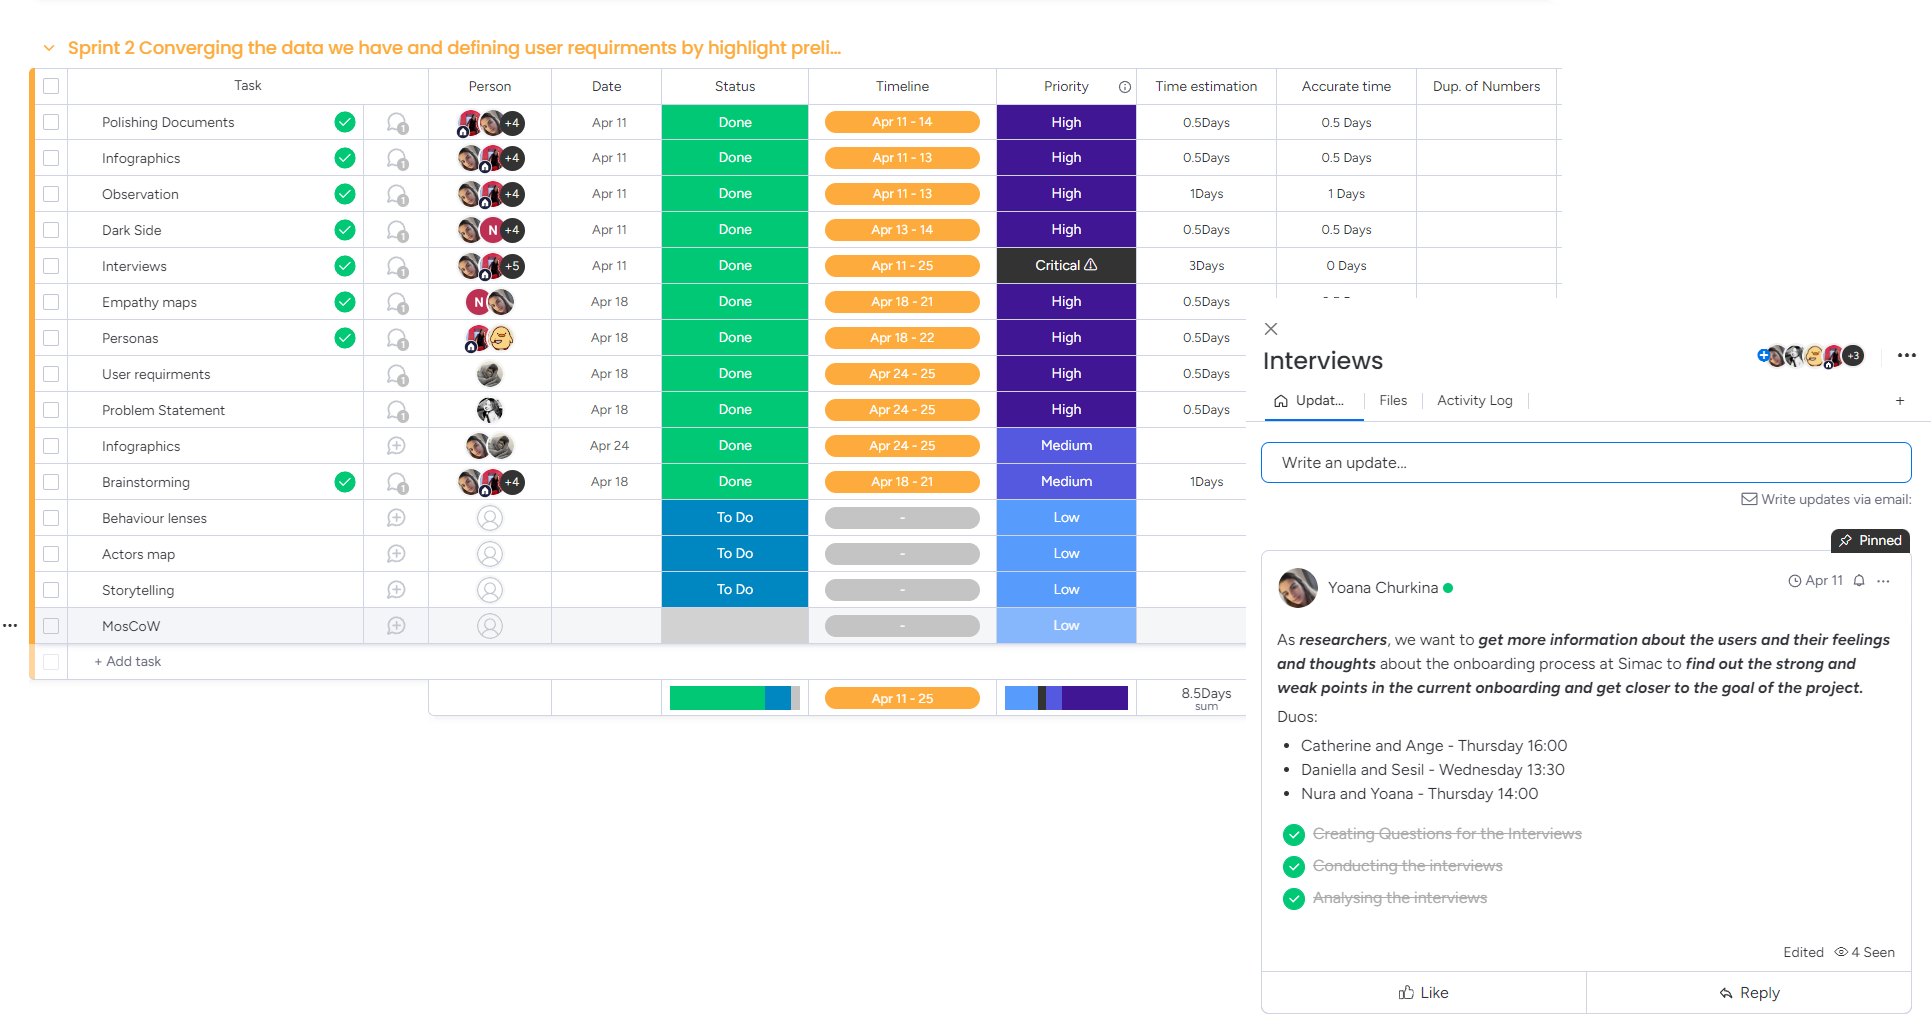 Sprint 2 Converging the data we have and defining user requirments by highlight preli...
Task Person Date Status Timeline Priority Time estimation Accurate time Dup. of Numbers
Polishing Documents 1 +4 Apr 11 Done Apr 11 - 14 High 0.5Days 0.5 Days
Infographics 1 +4 Apr 11 Done Apr 11 - 13 High 0.5Days 0.5 Days
Observation 1 +4 Apr 11 Done Apr 11 - 13 High 1Days 1 Days
Dark Side 1 N +4 Apr 11 Done Apr 13 - 14 High 0.5Days 0.5 Days
Interviews 1 +5 Apr 11 Done Apr 11 - 25 Critical 3Days 0 Days
Empathy maps 1 N Apr 18 Done Apr 18 - 21 High 0.5Days
Personas 1 Apr 18 Done Apr 18 - 22 High 0.5Days
User requirments 1 Apr 18 Done Apr 24 - 25 High 0.5Days
Problem Statement 1 Apr 18 Done Apr 24 - 25 High 0.5Days
Infographics Apr 24 Done Apr 24 - 25 Medium
Brainstorming 1 +4 Apr 18 Done Apr 18 - 21 Medium 1Days
Behaviour lenses To Do - Low
Actors map To Do - Low
Storytelling To Do - Low
MosCoW - Low
+ Add task
Apr 11 - 25 8.5Days
sum
Interviews +3
Updat... Files Activity Log +
Write an update...
Write updates via email:
Pinned
Yoana Churkina Apr 11
As researchers, we want to get more information about the users and their feelings
and thoughts about the onboarding process at Simac to find out the strong and
weak points in the current onboarding and get closer to the goal of the project.
Duos:
• Catherine and Ange - Thursday 16:00
• Daniella and Sesil - Wednesday 13:30
• Nura and Yoana - Thursday 14:00
Creating Questions for the Interviews
Conducting the interviews
Analysing the interviews
Edited 4 Seen
Like Reply